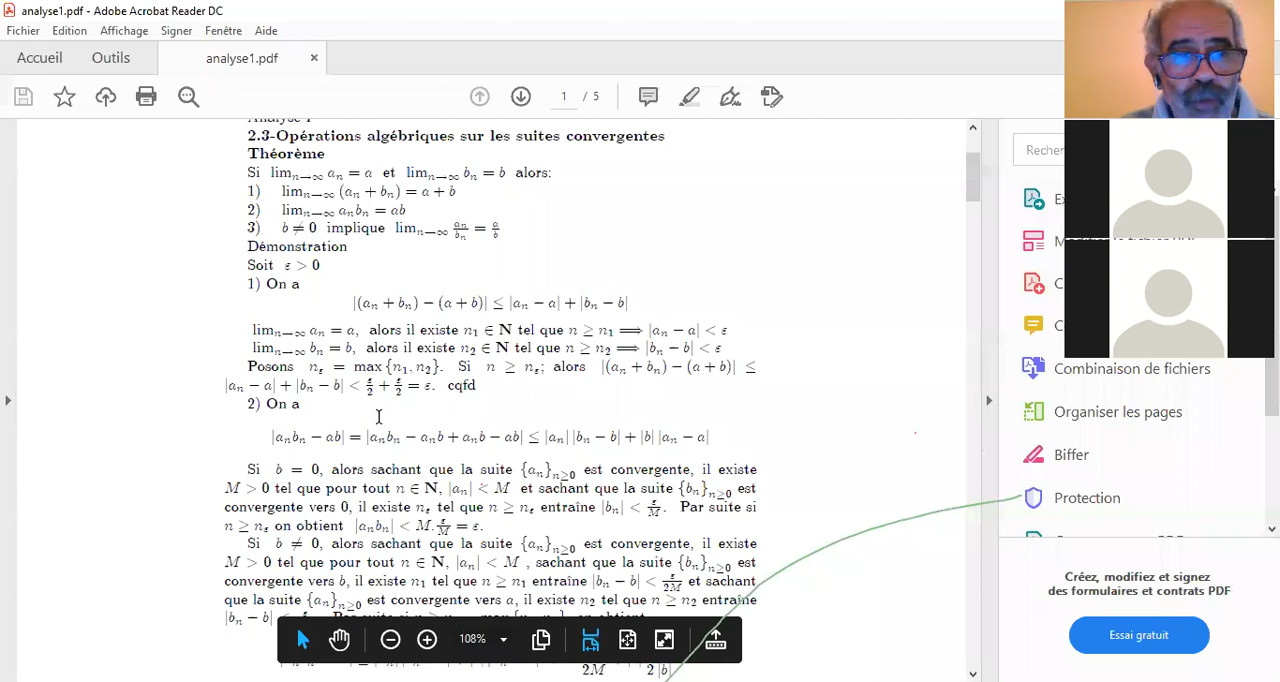 analyse1.pdf - Adobe Acrobat Reader DC
Fichier Edition Affichage Signer Fenêtre Aide
Accueil Outils analyse1.pdf ×
1 / 5
2.3-Opérations algébriques sur les suites convergentes
Théorème
Si lim_{n→∞} a_n = a et lim_{n→∞} b_n = b alors:
1) lim_{n→∞} (a_n + b_n) = a + b
2) lim_{n→∞} a_n b_n = ab
3) b ≠ 0 implique lim_{n→∞} a_n/b_n = a/b
Démonstration
Soit ε > 0
1) On a
|(a_n + b_n) − (a + b)| ≤ |a_n − a| + |b_n − b|
lim_{n→∞} a_n = a, alors il existe n_1 ∈ N tel que n ≥ n_1 ⟹ |a_n − a| < ε
lim_{n→∞} b_n = b, alors il existe n_2 ∈ N tel que n ≥ n_2 ⟹ |b_n − b| < ε
Posons n_ε = max{n_1, n_2}. Si n ≥ n_ε; alors |(a_n + b_n) − (a + b)| ≤
|a_n − a| + |b_n − b| < ε/2 + ε/2 = ε. cqfd
2) On a
|a_n b_n − ab| = |a_n b_n − a_n b + a_n b − ab| ≤ |a_n| |b_n − b| + |b| |a_n − a|
Si b = 0, alors sachant que la suite {a_n}_{n≥0} est convergente, il existe
M > 0 tel que pour tout n ∈ N, |a_n| < M et sachant que la suite {b_n}_{n≥0} est
convergente vers 0, il existe n_ε tel que n ≥ n_ε entraîne |b_n| < ε/M. Par suite si
n ≥ n_ε on obtient |a_n b_n| < M.ε/M = ε.
Si b ≠ 0, alors sachant que la suite {a_n}_{n≥0} est convergente, il existe
M > 0 tel que pour tout n ∈ N, |a_n| < M , sachant que la suite {b_n}_{n≥0} est
convergente vers b, il existe n_1 tel que n ≥ n_1 entraîne |b_n − b| < ε/2M et sachant
que la suite {a_n}_{n≥0} est convergente vers a, il existe n_2 tel que n ≥ n_2 entraîne
|b_n − b| <
108%
2M 2 |b|
Recher
Combinaison de fichiers
Organiser les pages
Biffer
Protection
Créez, modifiez et signez
des formulaires et contrats PDF
Essai gratuit